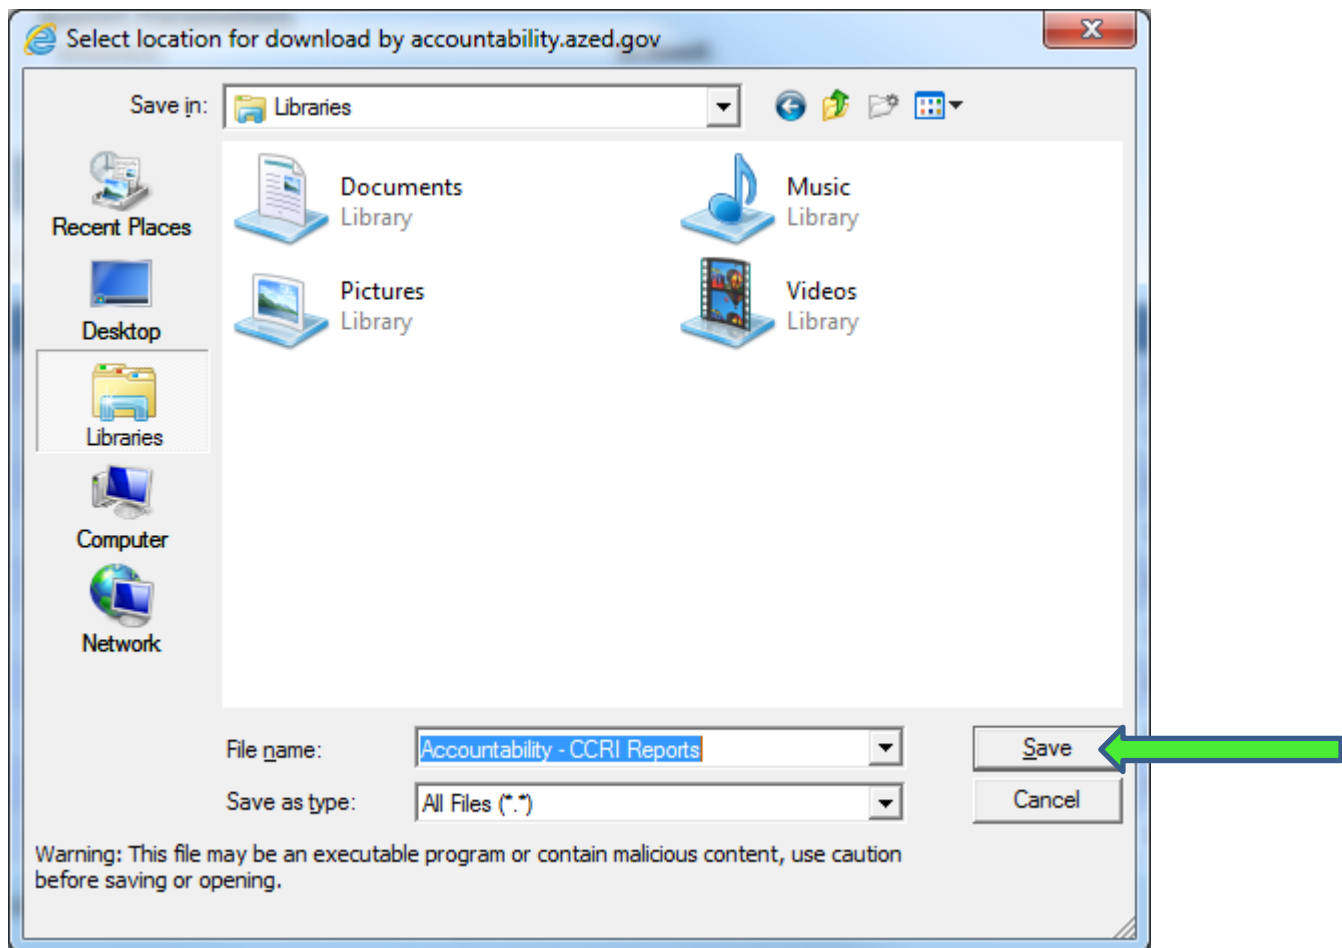 Select location for download by accountability.azed.gov
X
Save in:
Libraries
Recent Places
Desktop
Libraries
Computer
Network
Documents
Library
Music
Library
Pictures
Library
Videos
Library
File name:
Accountability - CCRI Reports
Save
Save as type:
All Files (*.*)
Cancel
Warning: This file may be an executable program or contain malicious content, use caution
before saving or opening.